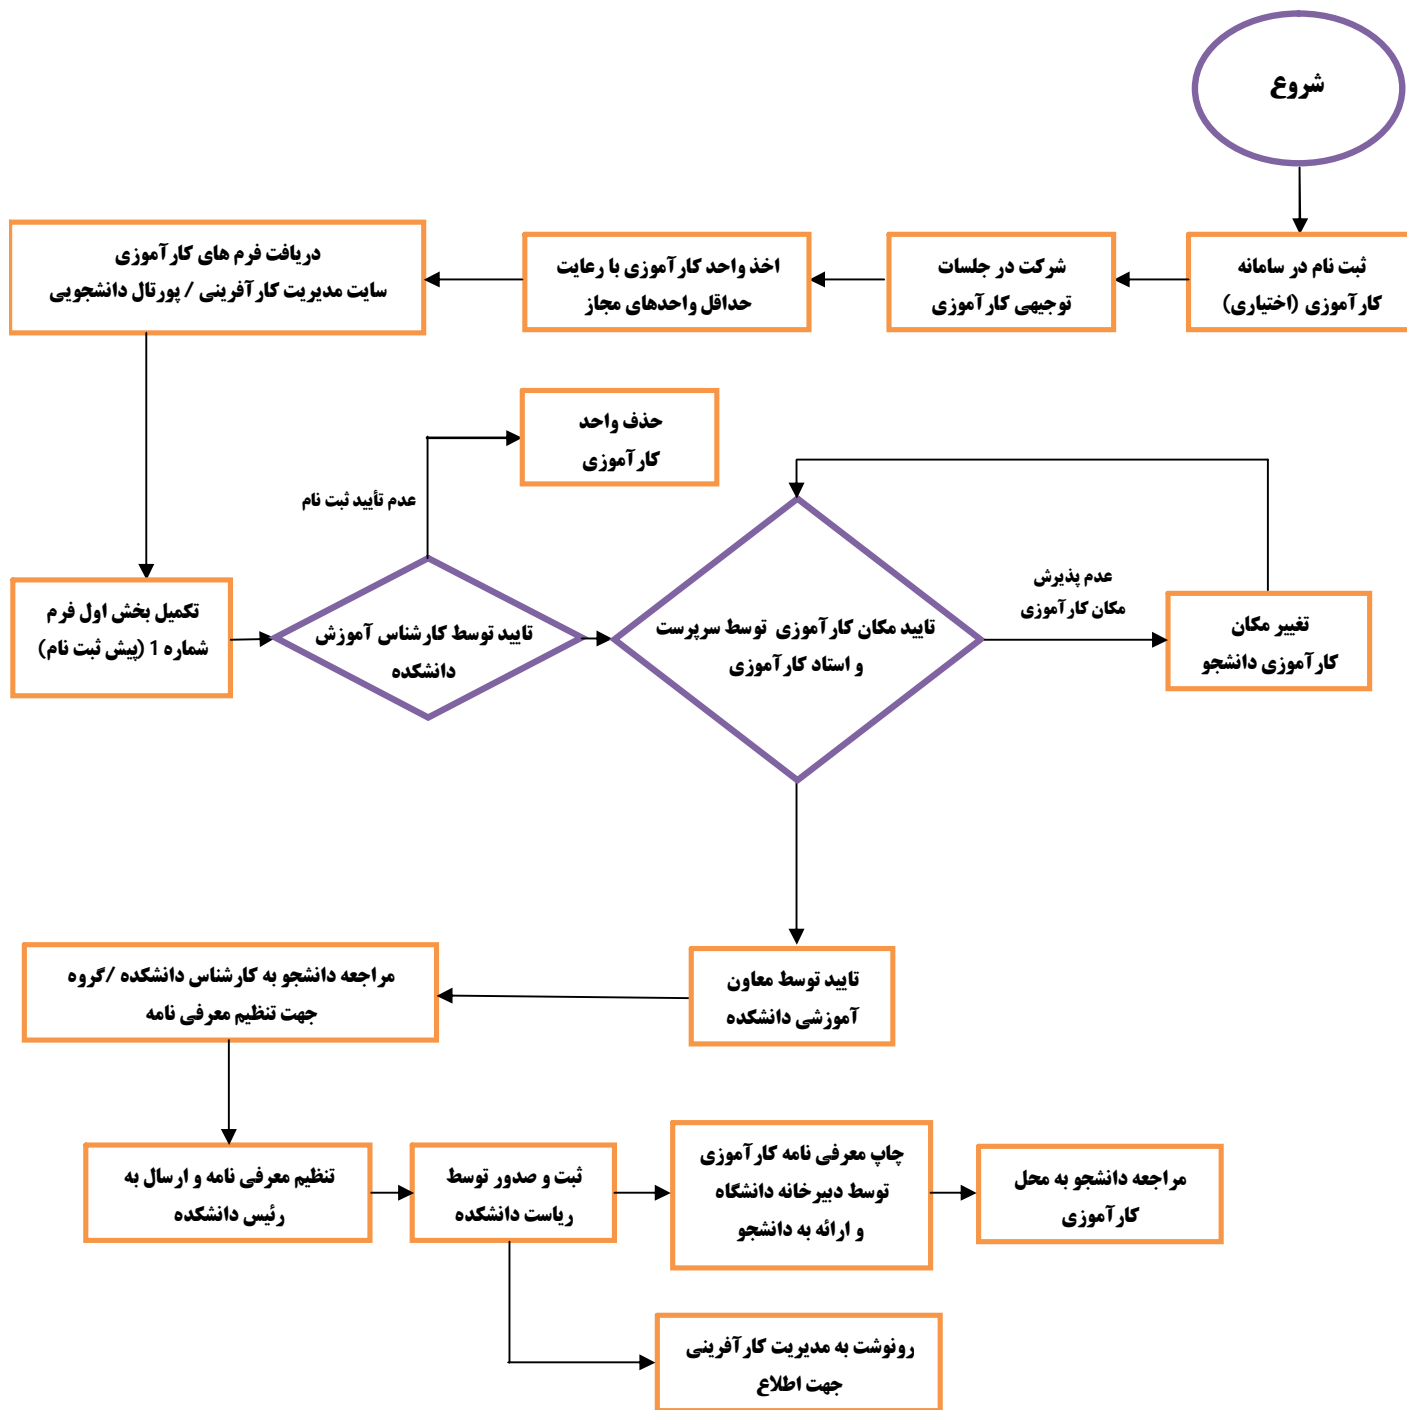 شروع
ثبت نام در سامانه
کارآموزی (اختیاری)
شرکت در جلسات
توجیهی کارآموزی
اخذ واحد کارآموزی با رعایت
حداقل واحدهای مجاز
دریافت فرم های کارآموزی
سایت مدیریت کارآفرینی / پورتال دانشجویی
حذف واحد
کارآموزی
عدم تأیید ثبت نام
تکمیل بخش اول فرم
شماره 1 (پیش ثبت نام)
تایید توسط کارشناس آموزش
دانشکده
تایید مکان کارآموزی توسط سرپرست
و استاد کارآموزی
عدم پذیرش
مکان کارآموزی
تغییر مکان
کارآموزی دانشجو
تایید توسط معاون
آموزشی دانشکده
مراجعه دانشجو به کارشناس دانشکده /گروه
جهت تنظیم معرفی نامه
تنظیم معرفی نامه و ارسال به
رئیس دانشکده
ثبت و صدور توسط
ریاست دانشکده
چاپ معرفی نامه کارآموزی
توسط دبیرخانه دانشگاه
و ارائه به دانشجو
مراجعه دانشجو به محل
کارآموزی
رونوشت به مدیریت کارآفرینی
جهت اطلاع